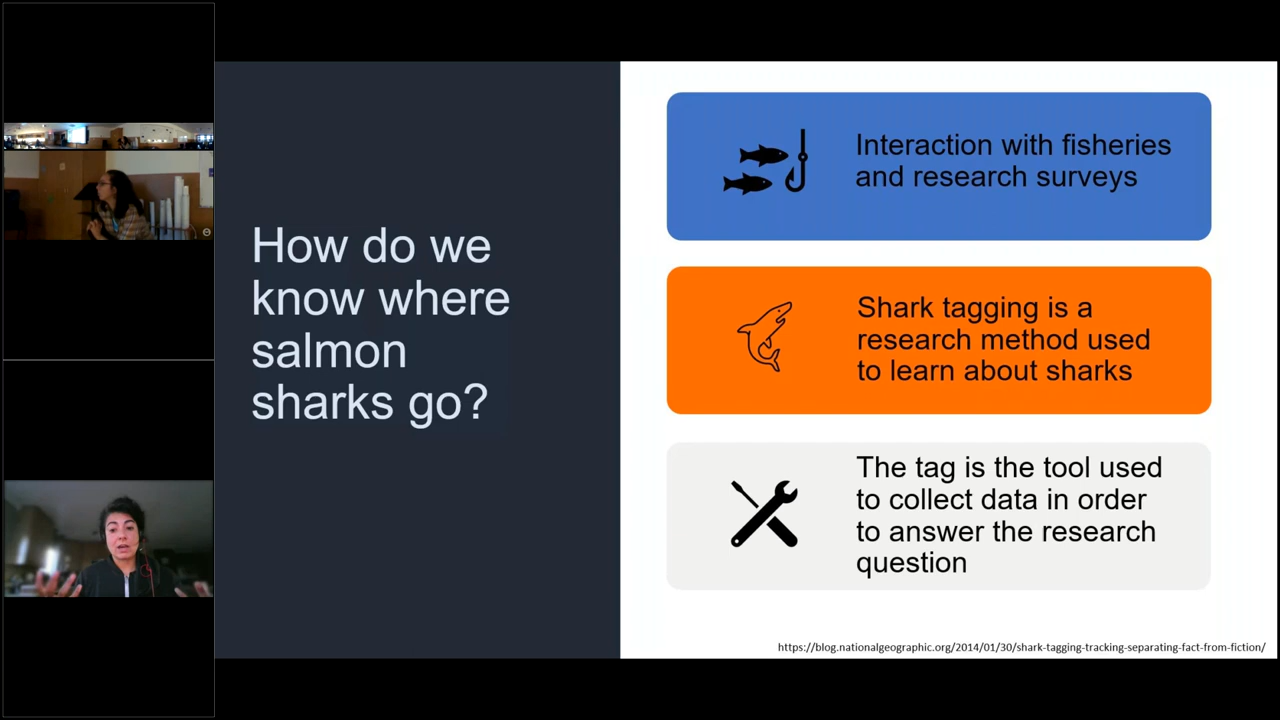 How do we
know where
salmon
sharks go?
Interaction with fisheries
and research surveys
Shark tagging is a
research method used
to learn about sharks
The tag is the tool used
to collect data in order
to answer the research
question
https://blog.nationalgeographic.org/2014/01/30/shark-tagging-tracking-separating-fact-from-fiction/